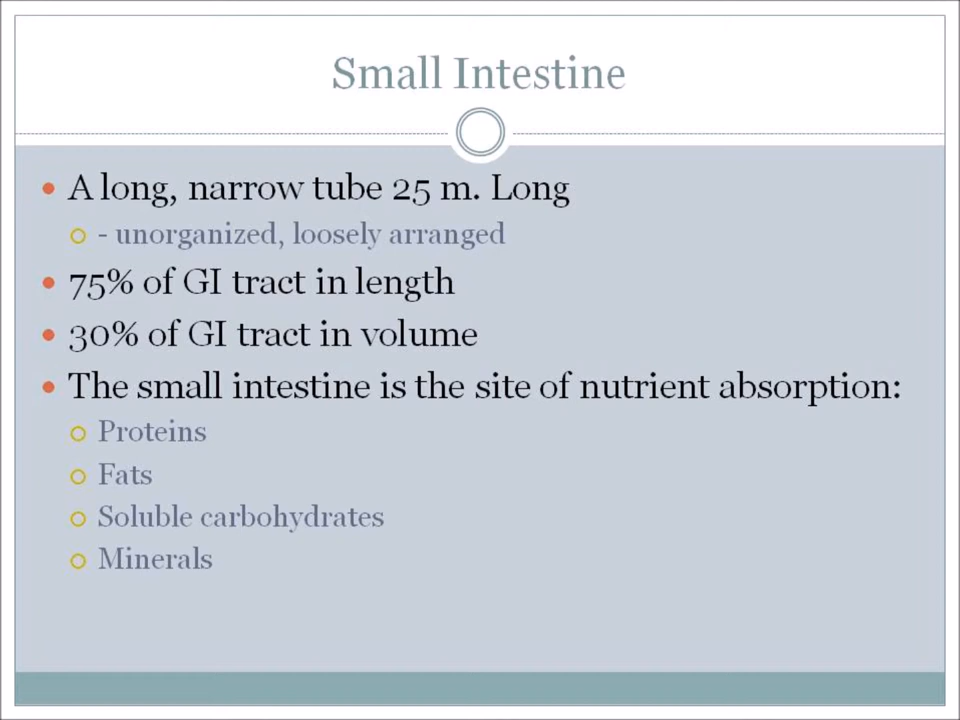 Small Intestine
A long, narrow tube 25 m. Long
- unorganized, loosely arranged
75% of GI tract in length
30% of GI tract in volume
The small intestine is the site of nutrient absorption:
Proteins
Fats
Soluble carbohydrates
Minerals